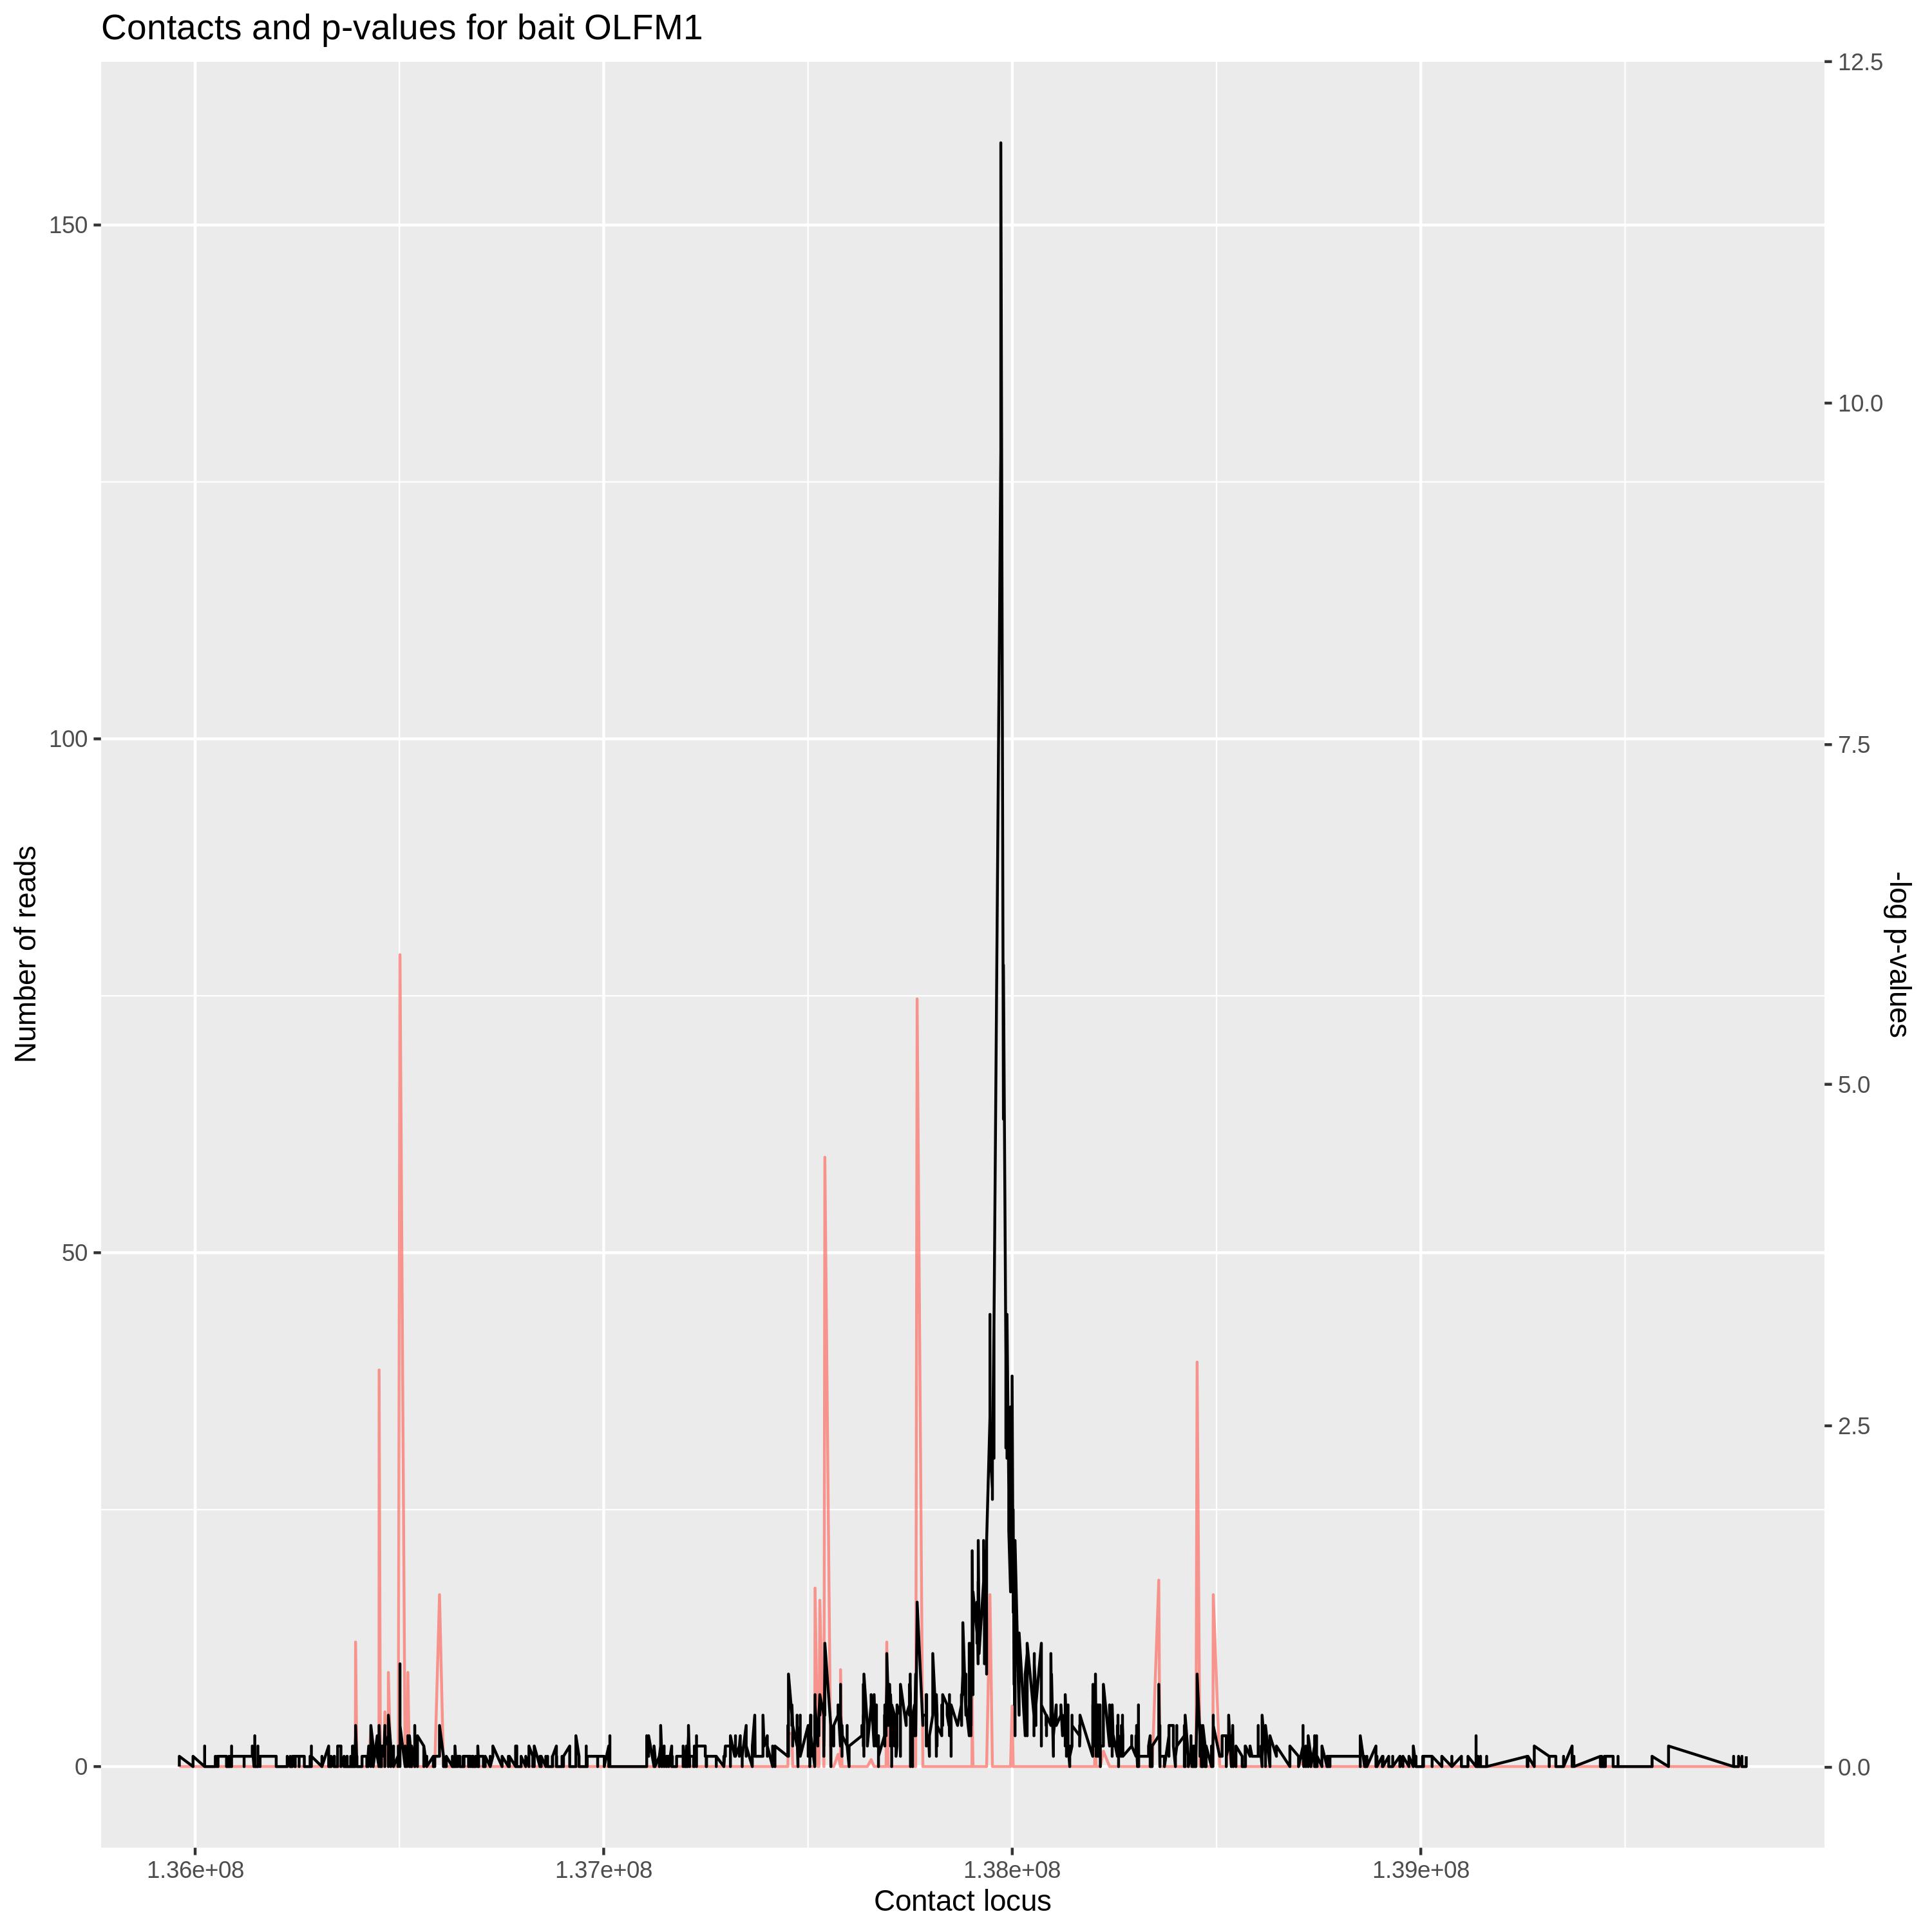 Contacts and p-values for bait OLFM1
12.5
150
10.0
100
7.5
Number of reads
-log p-values
5.0
50
2.5
0
0.0
1.36e+08 1.37e+08 1.38e+08 1.39e+08
Contact locus